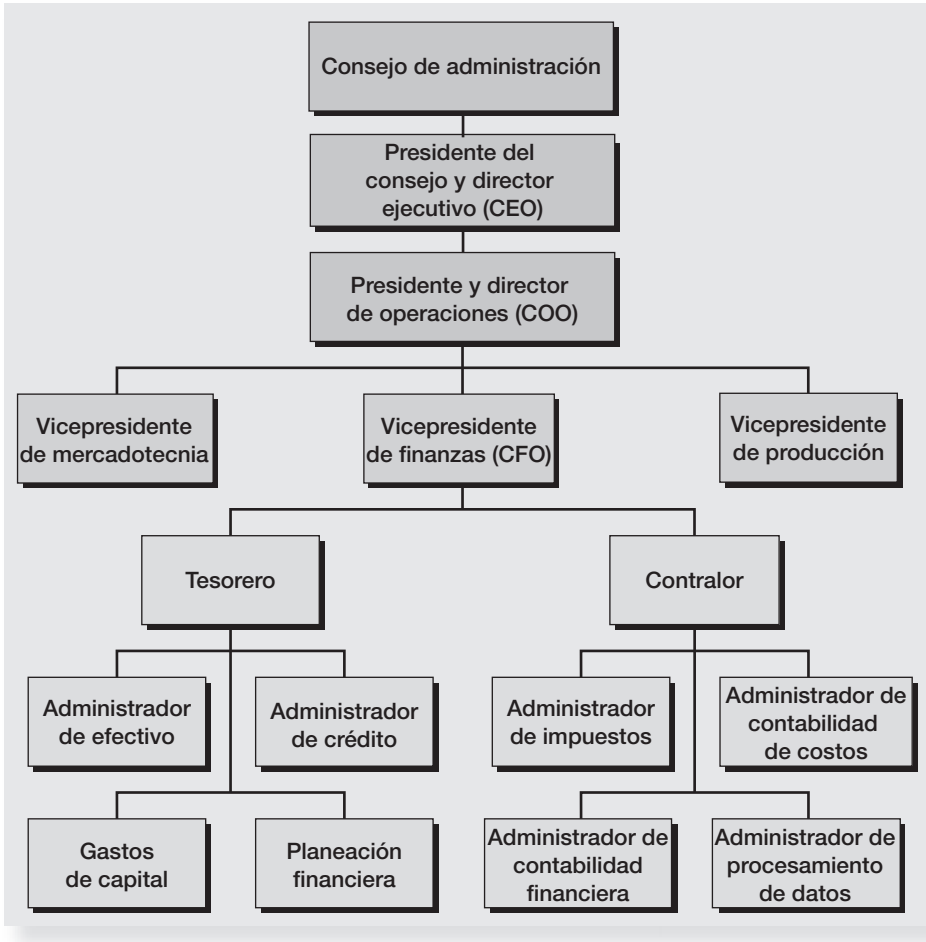 Consejo de administración
Presidente del
consejo y director
ejecutivo (CEO)
Presidente y director
de operaciones (COO)
Vicepresidente
de mercadotecnia
Vicepresidente
de finanzas (CFO)
Vicepresidente
de producción
Tesorero
Contralor
Administrador
de efectivo
Administrador
de crédito
Administrador
de impuestos
Administrador de
contabilidad
de costos
Gastos
de capital
Planeación
financiera
Administrador de
contabilidad
financiera
Administrador de
procesamiento
de datos